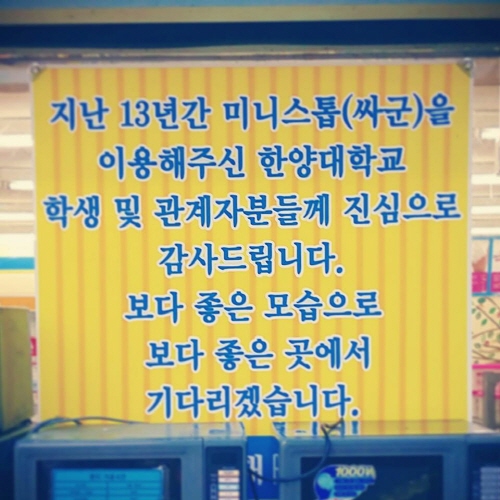 지난 13년간 미니스톱(싸군)을
이용해주신 한양대학교
학생 및 관계자분들께 진심으로
감사드립니다.
보다 좋은 모습으로
보다 좋은 곳에서
기다리겠습니다.